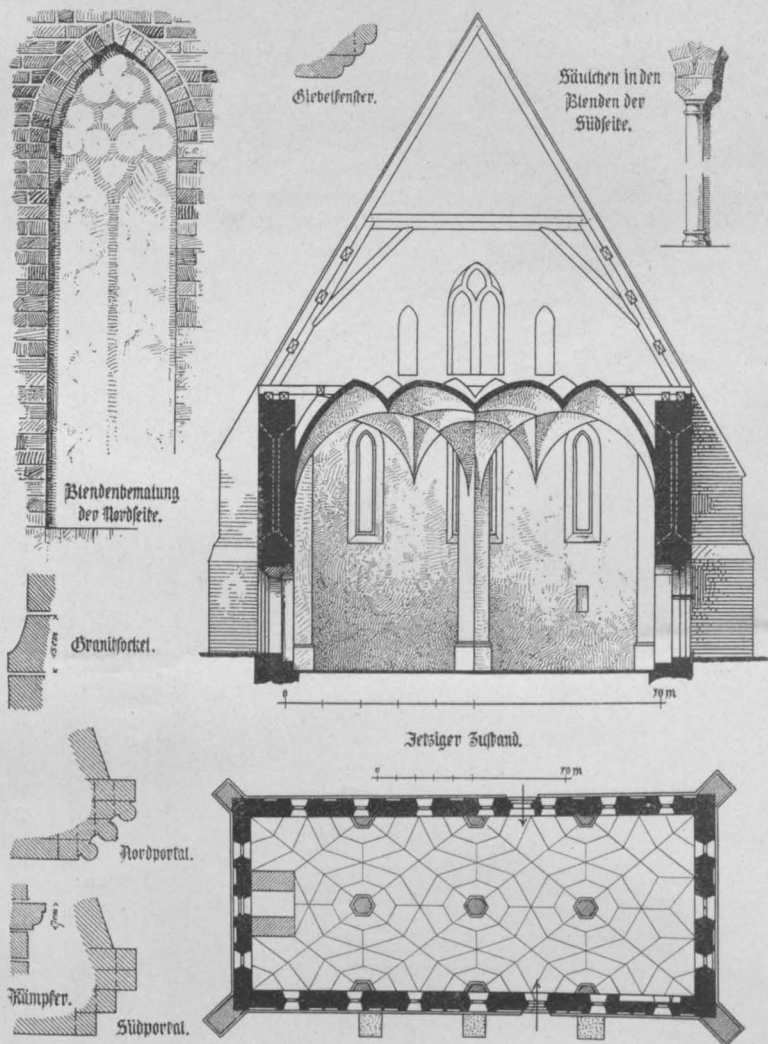 Giebelfenster.
Säulchen in den
Blenden der
Südseite.
Blendenbemalung
der Nordseite.
Granitsockel.
0 10 m
Jetziger Zustand.
0 10 m
Nordportal.
Kämpfer.
Südportal.